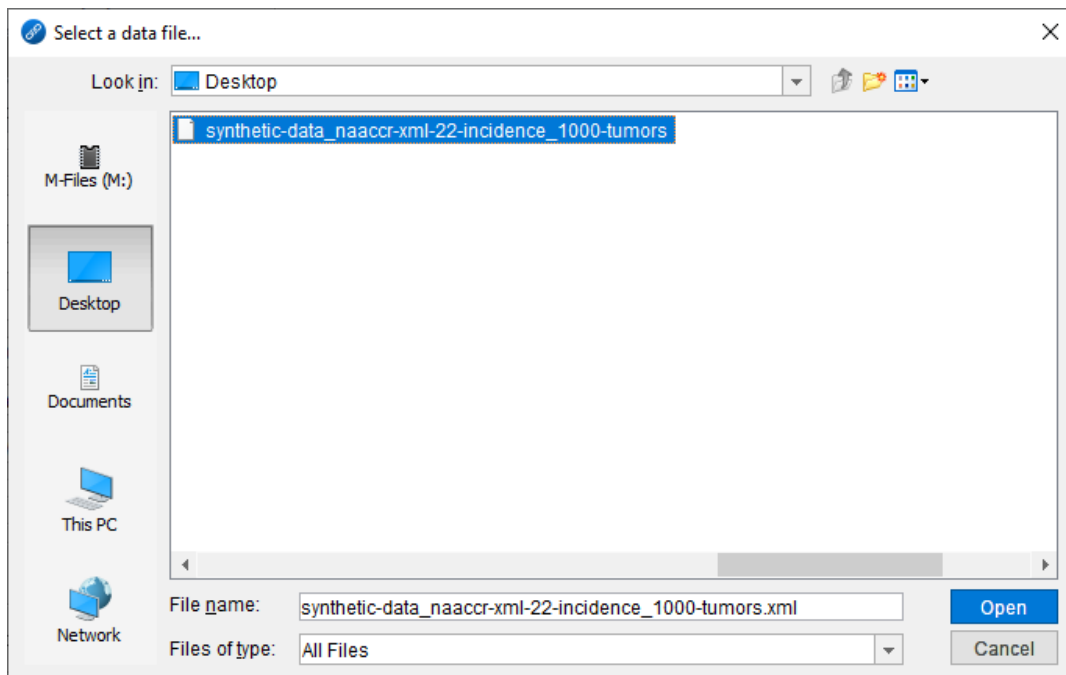 Select a data file...
Look in: Desktop
synthetic-data_naaccr-xml-22-incidence_1000-tumors
M-Files (M:)
Desktop
Documents
This PC
Network
File name: synthetic-data_naaccr-xml-22-incidence_1000-tumors.xml Open
Files of type: All Files Cancel